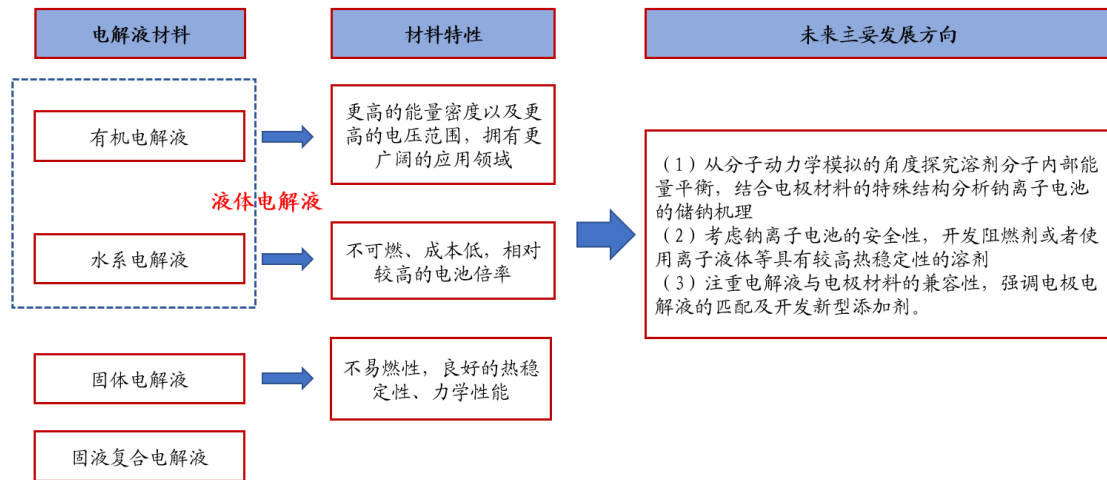 电解液材料
材料特性
未来主要发展方向
有机电解液
更高的能量密度以及更
高的电压范围，拥有更
广阔的应用领域
液体电解液
水系电解液
不可燃、成本低，相对
较高的电池倍率
固体电解液
不易燃性，良好的热稳
定性、力学性能
固液复合电解液
（1）从分子动力学模拟的角度探究溶剂分子内部能
量平衡，结合电极材料的特殊结构分析钠离子电池
的储钠机理
（2）考虑钠离子电池的安全性，开发阻燃剂或者使
用离子液体等具有较高热稳定性的溶剂
（3）注重电解液与电极材料的兼容性，强调电极电
解液的匹配及开发新型添加剂。